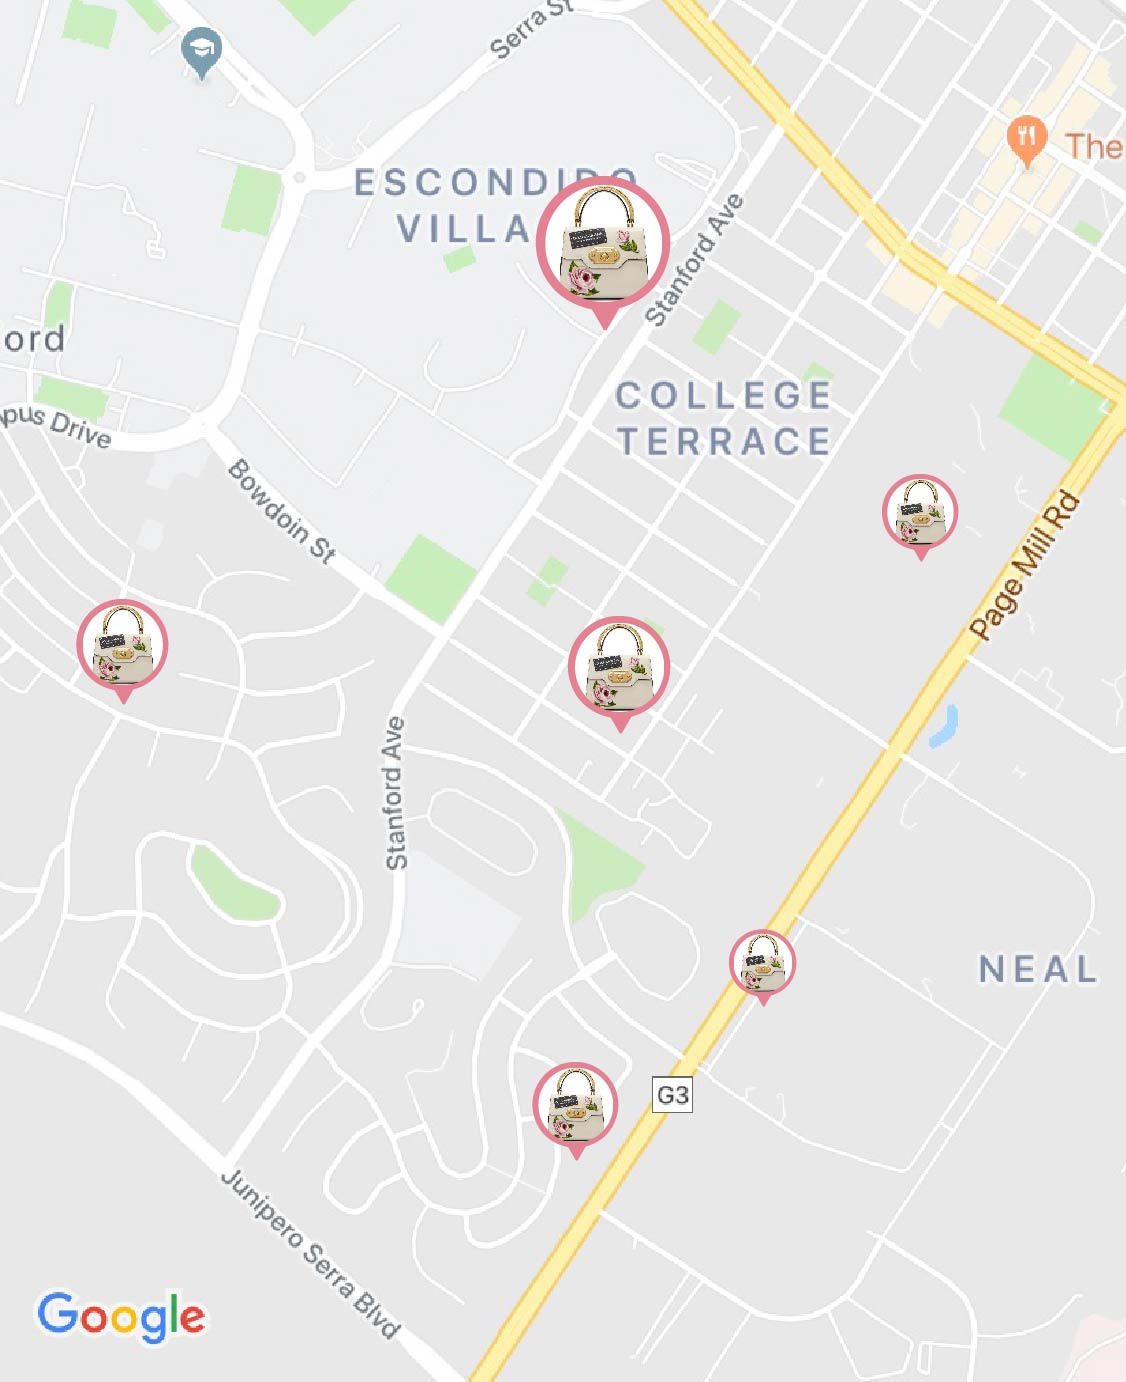 Serra St
The
ESCONDIDO
VILLA
Stanford Ave
ord
COLLEGE
TERRACE
pus Drive
Bowdoin St
Page Mill Rd
Stanford Ave
NEAL
G3
Junipero Serra Blvd
Google